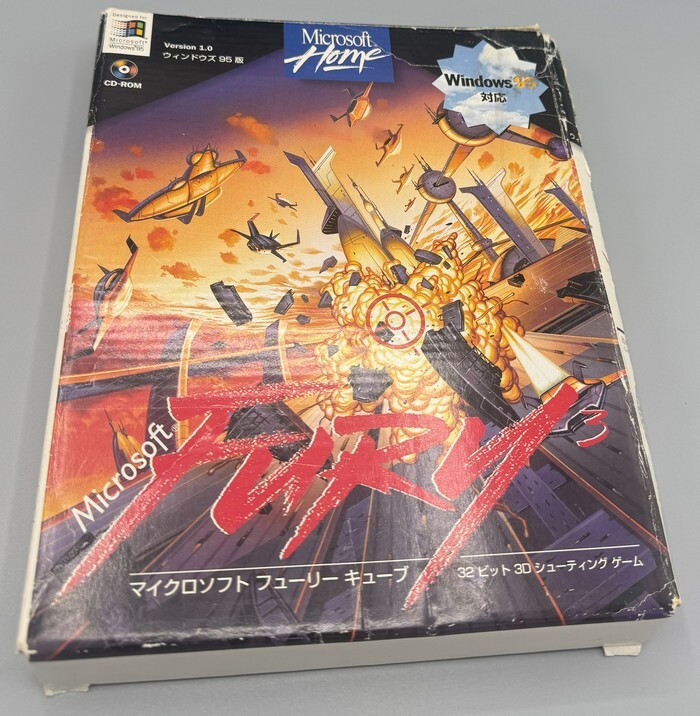 Designed for
Microsoft®
Windows®95
CD-ROM
Version 1.0
ウィンドウズ 95 版
Microsoft
Home
Windows 95
対応
Microsoft®
FURY3
マイクロソフト フューリー キューブ
32 ビット 3D シューティング ゲーム